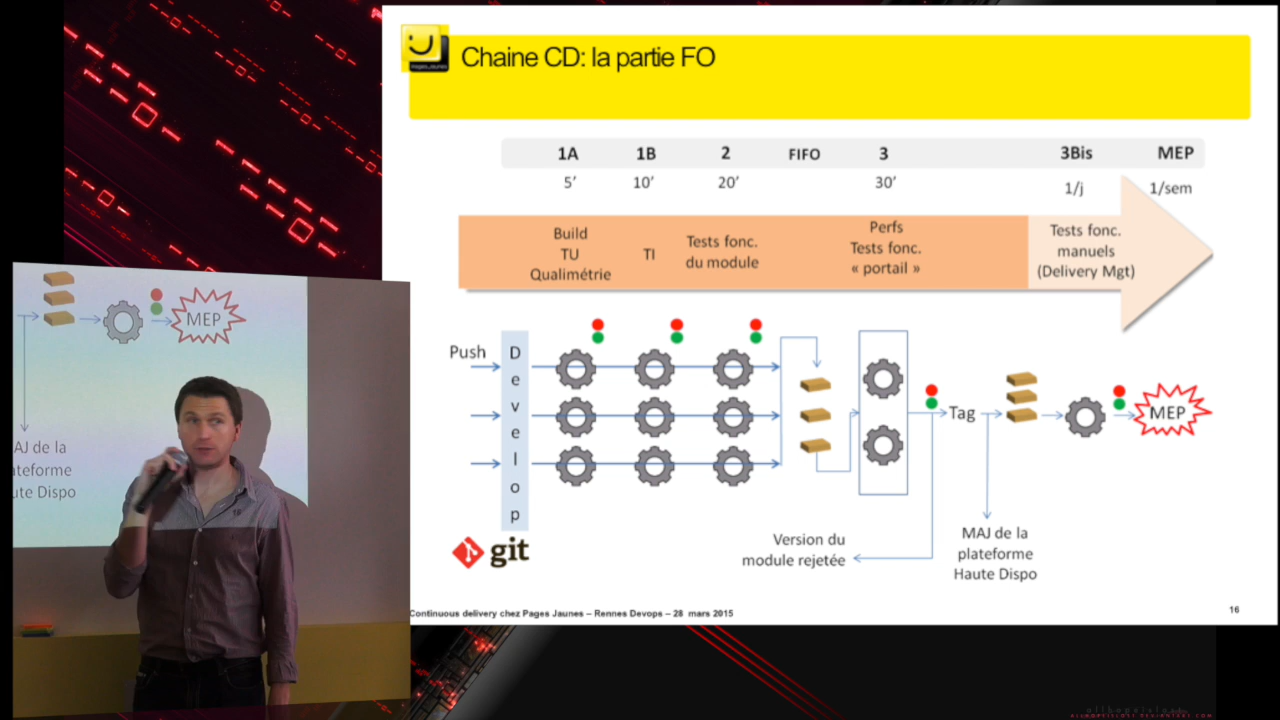 Chaine CD: la partie FO
1A 1B 2 FIFO 3 3Bis MEP
5’ 10’ 20’ 30’ 1/j 1/sem
Build
TU
Qualimétrie
TI
Tests fonc.
du module
Perfs
Tests fonc.
« portail »
Tests fonc.
manuels
(Delivery Mgt)
Push
D
e
v
e
l
o
p
git
Tag
MEP
Version du
module rejetée
MAJ de la
plateforme
Haute Dispo
Continuous delivery chez Pages Jaunes – Rennes Devops – 28 mars 2015
16
MEP
AJ de la
ateforme
ute Dispo